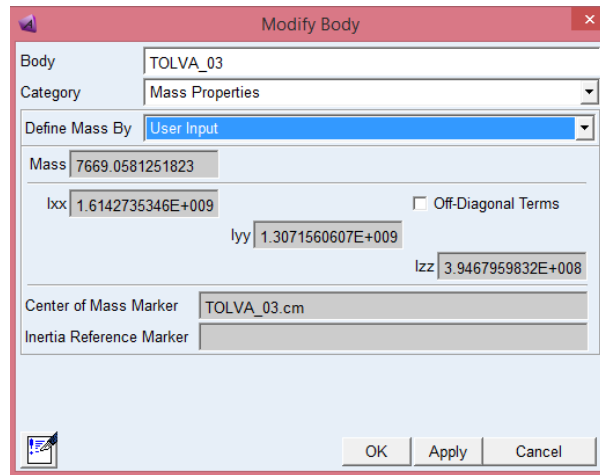 Modify Body
Body TOLVA_03
Category Mass Properties
Define Mass By User Input
Mass 7669.0581251823
Ixx 1.6142735346E+009 Off-Diagonal Terms
Iyy 1.3071560607E+009
Izz 3.9467959832E+008
Center of Mass Marker TOLVA_03.cm
Inertia Reference Marker
OK Apply Cancel